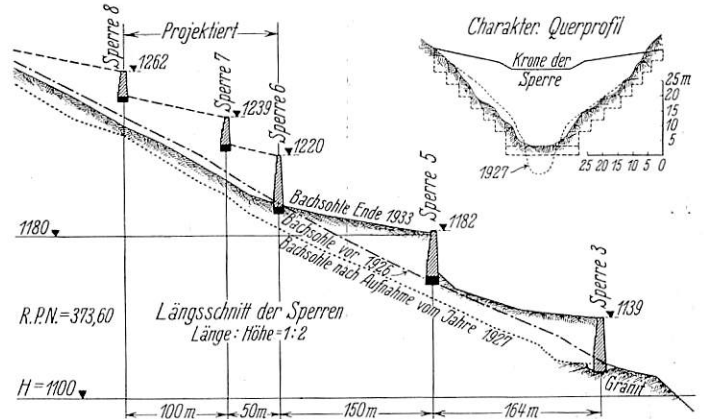 Sperre 8
Projektiert
Sperre 7
Sperre 6
1262
1239
1220
Charakter. Querprofil
Krone der
Sperre
25 m
20
15
10
5
25 20 15 10 5 0
1927
Sperre 5
1182
Bachsohle Ende 1933
Bachsohle vor 1926
Bachsohle nach Aufnahme vom Jahre 1927
1180
Sperre 3
1139
R.P.N.=373,60
Längsschnitt der Sperren
Länge : Höhe = 1:2
Granit
H = 1100
100 m
50 m
150 m
164 m